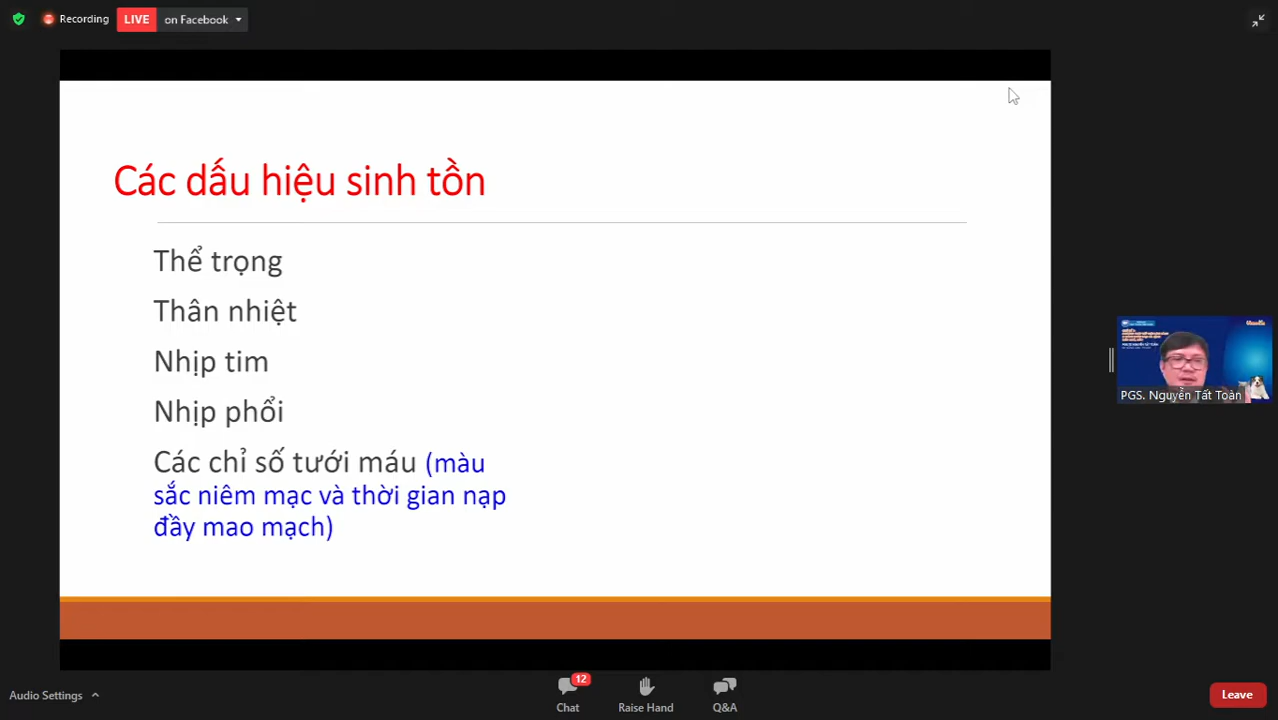 Recording
LIVE
on Facebook
Các dấu hiệu sinh tồn
Thể trọng
Thân nhiệt
Nhịp tim
Nhịp phổi
Các chỉ số tưới máu (màu
sắc niêm mạc và thời gian nạp
đầy mao mạch)
PGS. Nguyễn Tất Toàn
Audio Settings
12
Chat
Raise Hand
Q&A
Leave